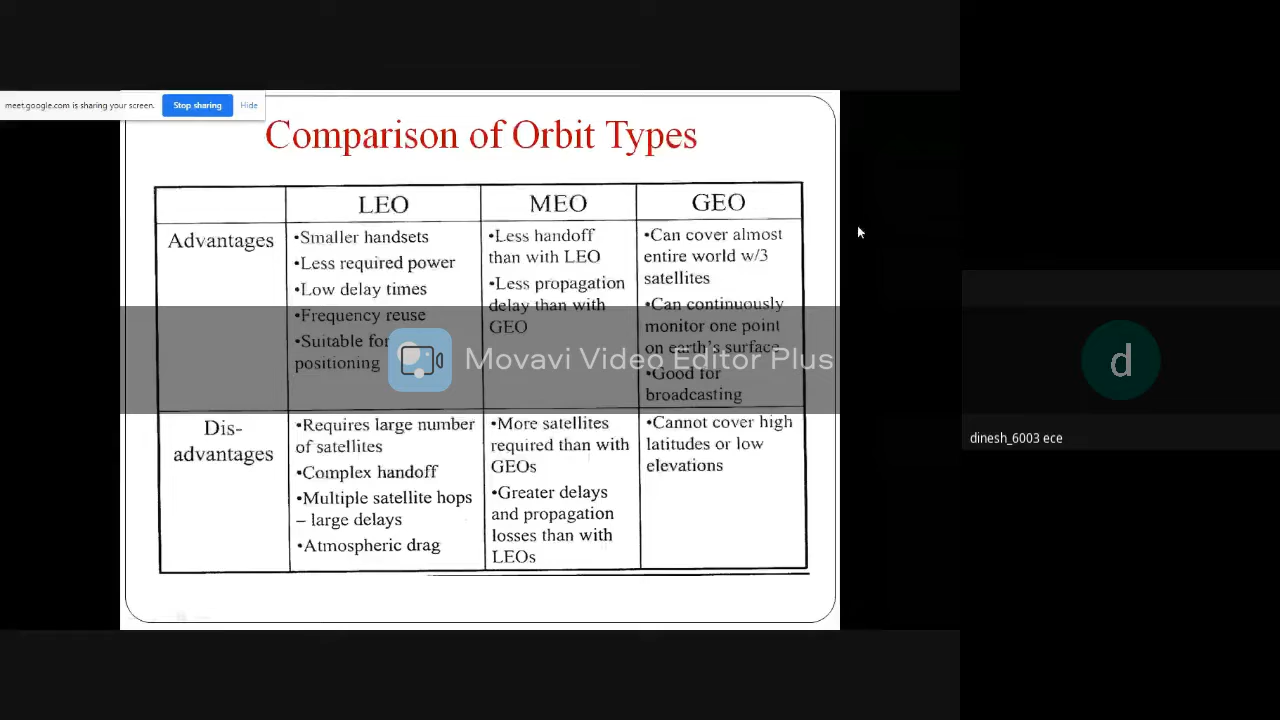 meet.google.com is sharing your screen.
Stop sharing
Hide
Comparison of Orbit Types
LEO
MEO
GEO
Advantages
•Smaller handsets
•Less required power
•Low delay times
•Frequency reuse
•Suitable for
positioning
•Less handoff
than with LEO
•Less propagation
delay than with
GEO
•Can cover almost
entire world w/3
satellites
•Can continuously
monitor one point
on earth's surface
•Good for
broadcasting
Dis-
advantages
•Requires large number
of satellites
•Complex handoff
•Multiple satellite hops
– large delays
•Atmospheric drag
•More satellites
required than with
GEOs
•Greater delays
and propagation
losses than with
LEOs
•Cannot cover high
latitudes or low
elevations
Movavi Video Editor Plus
d
dinesh_6003 ece